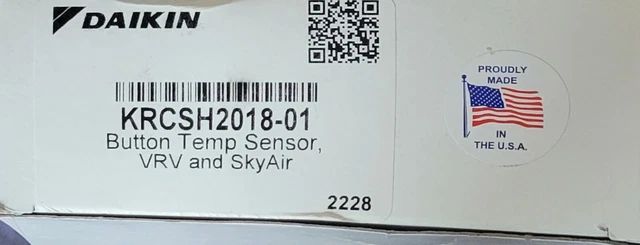 DAIKIN
KRCSH2018-01
Button Temp Sensor,
VRV and SkyAir
2228
PROUDLY
MADE
IN
THE U.S.A.